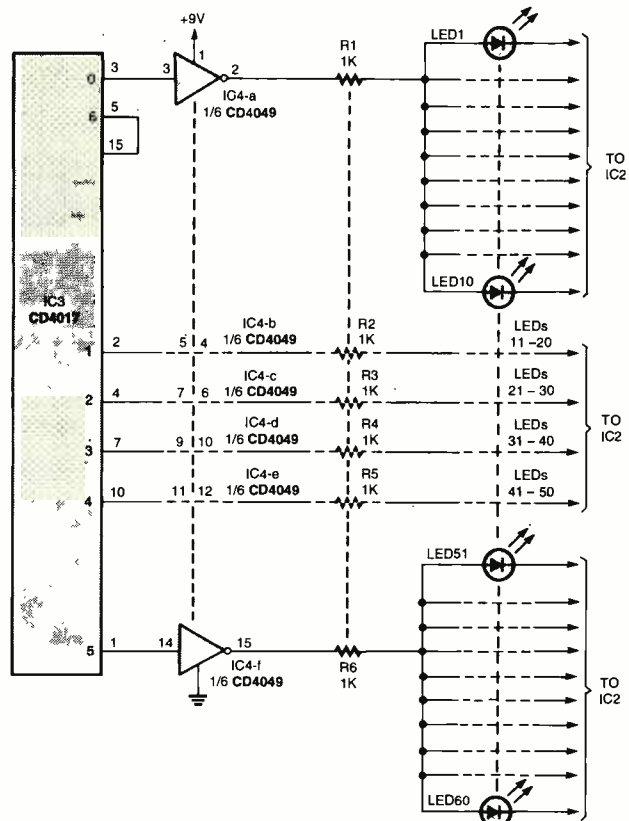 +9V
LED1
R1
1K
0
3
3
1
2
IC4-a
1/6 CD4049
6
5
15
TO
IC2
LED10
IC3
CD4017
1
2
5
4
IC4-b
1/6 CD4049
R2
1K
LEDs
11-20
2
4
7
6
IC4-c
1/6 CD4049
R3
1K
LEDs
21-30
TO
IC2
3
7
9
10
IC4-d
1/6 CD4049
R4
1K
LEDs
31-40
4
10
11
12
IC4-e
1/6 CD4049
R5
1K
LEDs
41-50
LED51
5
1
14
15
IC4-f
1/6 CD4049
R6
1K
TO
IC2
LED60